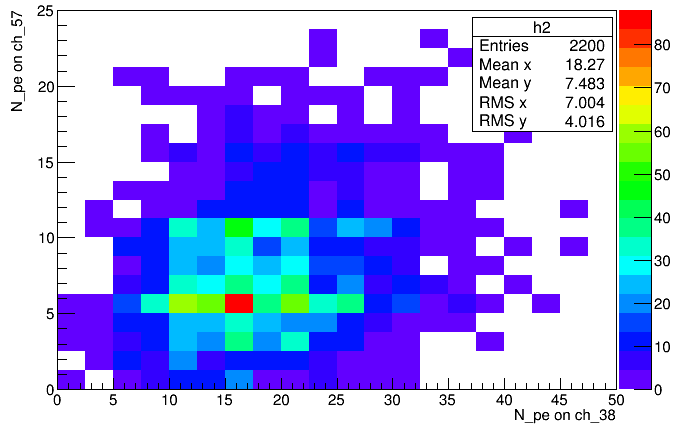 h2
Entries 2200
Mean x 18.27
Mean y 7.483
RMS x 7.004
RMS y 4.016
N_pe on ch_57
25
20
15
10
5
0
80
70
60
50
40
30
20
10
0
0 5 10 15 20 25 30 35 40 45 50
N_pe on ch_38